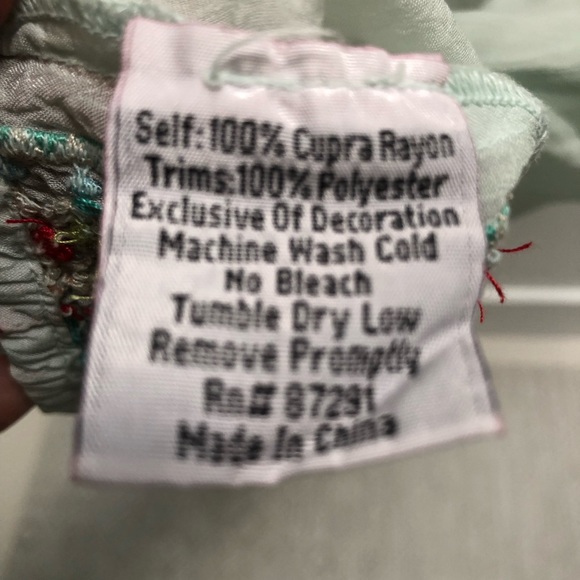 Self: 100% Cupra Rayon
Trims:100% Polyester
Exclusive Of Decoration
Machine Wash Cold
No Bleach
Tumble Dry Low
Remove Promptly
Rn# 87291
Made In China